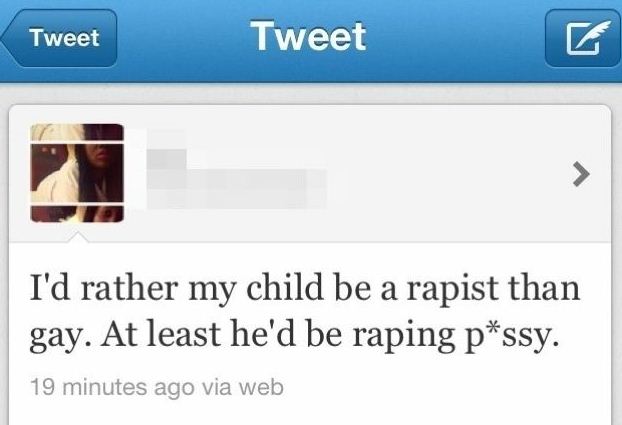 Tweet Tweet
I'd rather my child be a rapist than
gay. At least he'd be raping p*ssy.
19 minutes ago via web